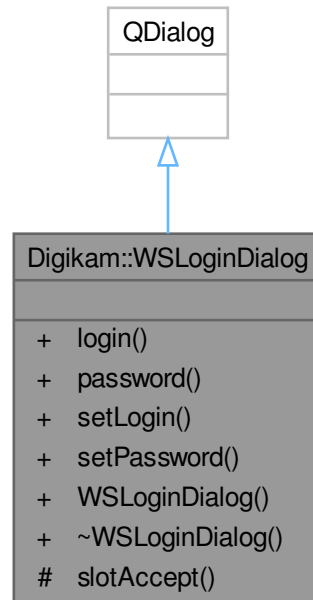 QDialog
Digikam::WSLoginDialog
+ login()
+ password()
+ setLogin()
+ setPassword()
+ WSLoginDialog()
+ ~WSLoginDialog()
# slotAccept()